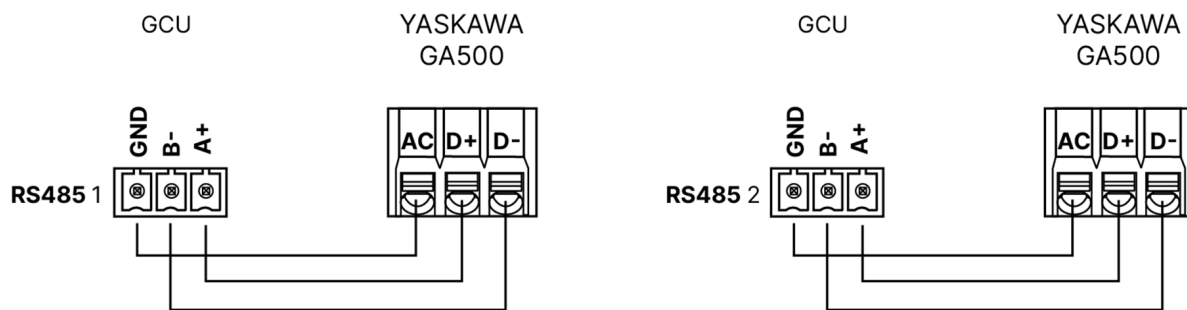 GCU
YASKAWA
GA500
GND
B-
A+
AC
D+
D-
RS485 1
GCU
YASKAWA
GA500
GND
B-
A+
AC
D+
D-
RS485 2